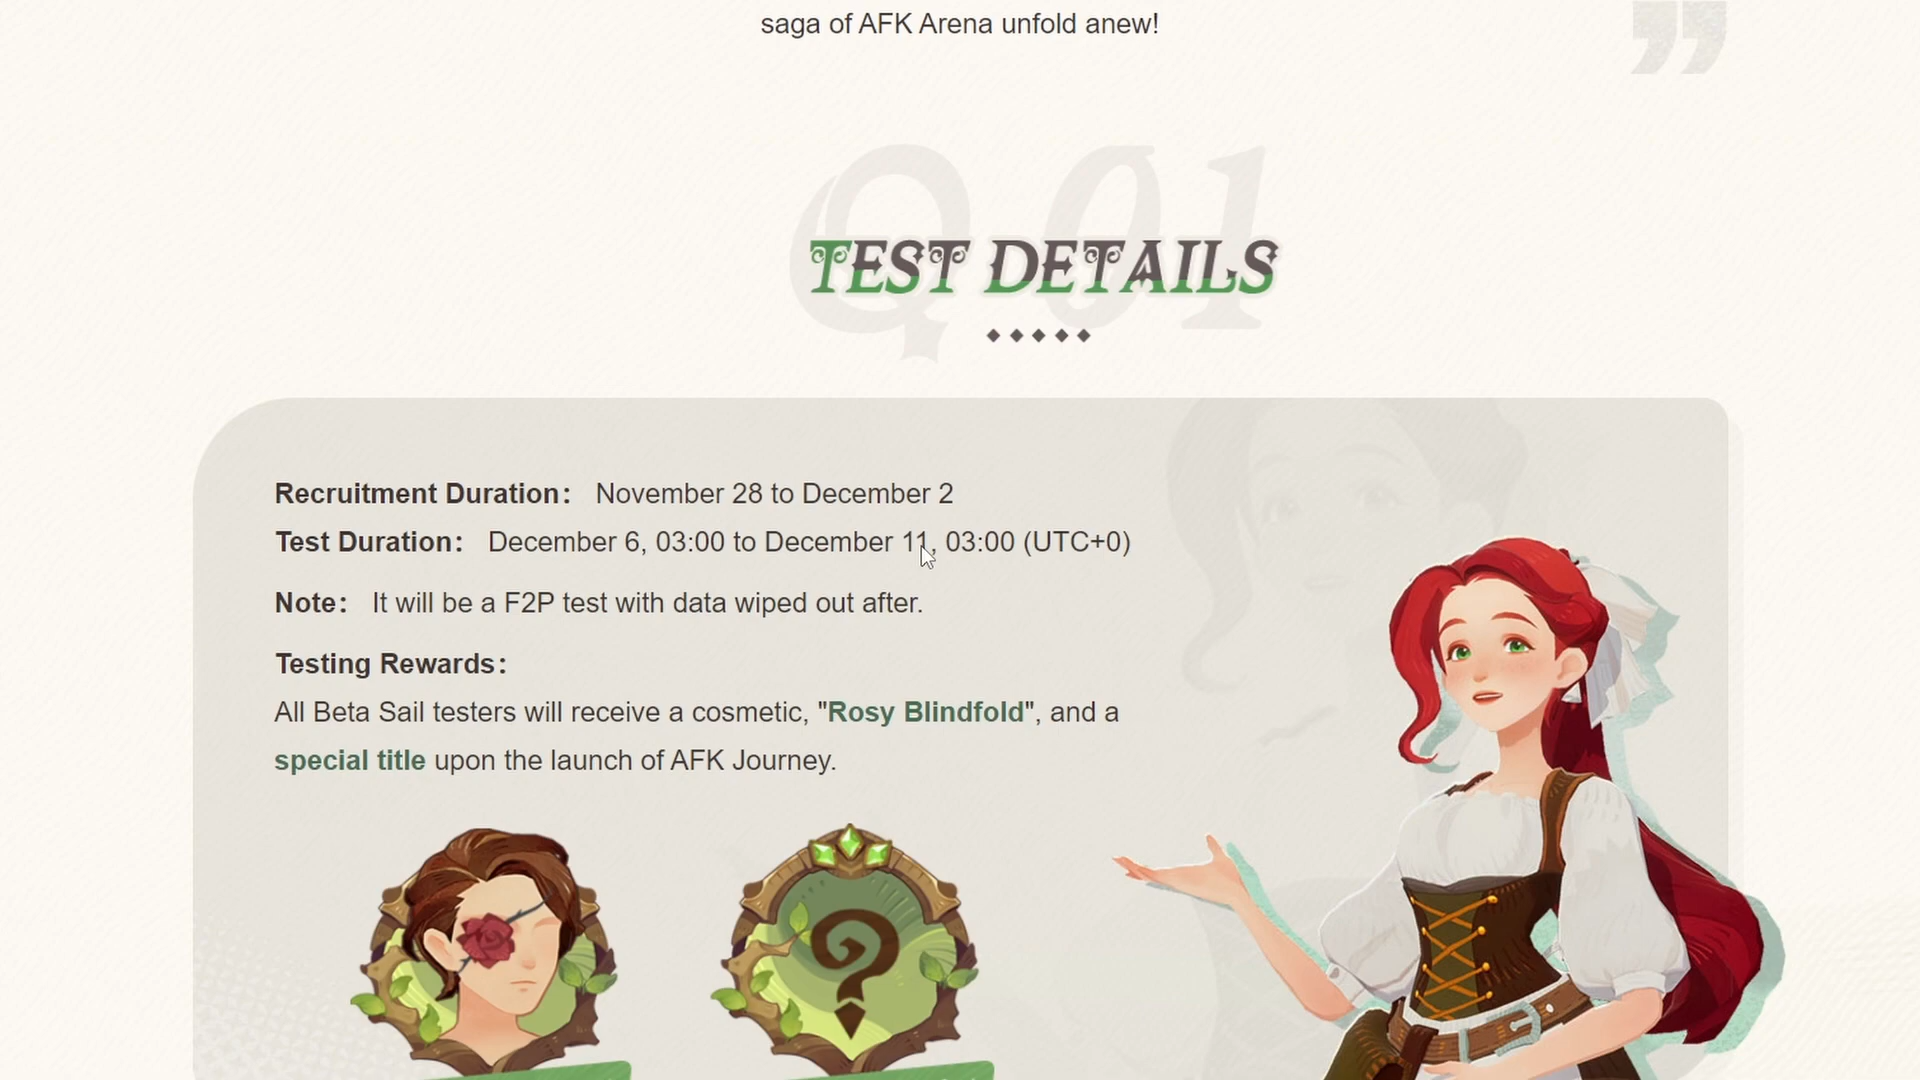 saga of AFK Arena unfold anew!
”
Q 01
TEST DETAILS
Recruitment Duration: November 28 to December 2
Test Duration: December 6, 03:00 to December 11, 03:00 (UTC+0)
Note: It will be a F2P test with data wiped out after.
Testing Rewards:
All Beta Sail testers will receive a cosmetic, "Rosy Blindfold", and a
special title upon the launch of AFK Journey.
?